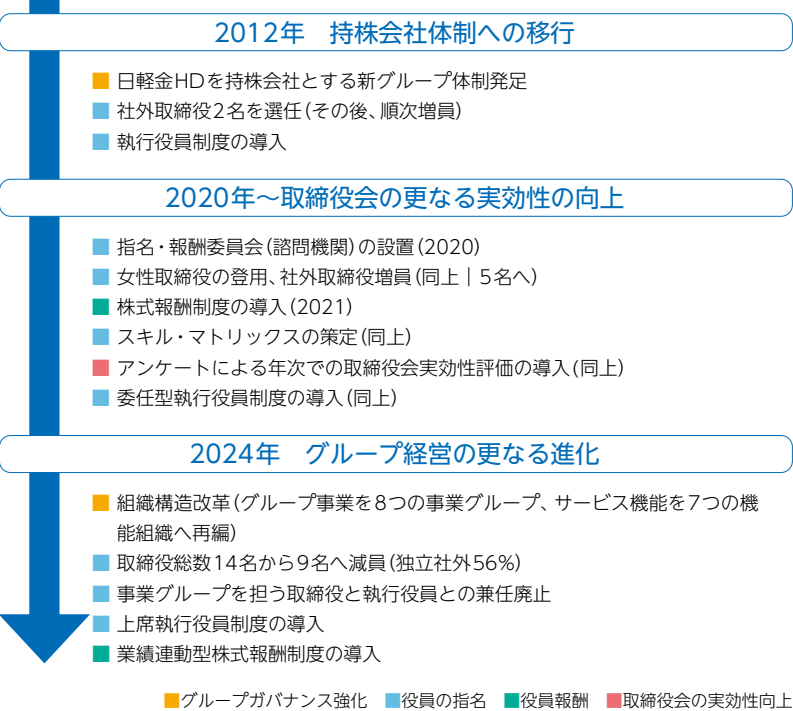 2012年　持株会社体制への移行
■ 日軽金HDを持株会社とする新グループ体制発足
■ 社外取締役2名を選任(その後、順次増員)
■ 執行役員制度の導入
2020年～取締役会の更なる実効性の向上
■ 指名・報酬委員会(諮問機関)の設置(2020)
■ 女性取締役の登用、社外取締役増員(同上｜5名へ)
■ 株式報酬制度の導入(2021)
■ スキル・マトリックスの策定(同上)
■ アンケートによる年次での取締役会実効性評価の導入(同上)
■ 委任型執行役員制度の導入(同上)
2024年　グループ経営の更なる進化
■ 組織構造改革(グループ事業を8つの事業グループ、サービス機能を7つの機
能組織へ再編)
■ 取締役総数14名から9名へ減員(独立社外56%)
■ 事業グループを担う取締役と執行役員との兼任廃止
■ 上席執行役員制度の導入
■ 業績連動型株式報酬制度の導入
■グループガバナンス強化　■役員の指名　■役員報酬　■取締役会の実効性向上